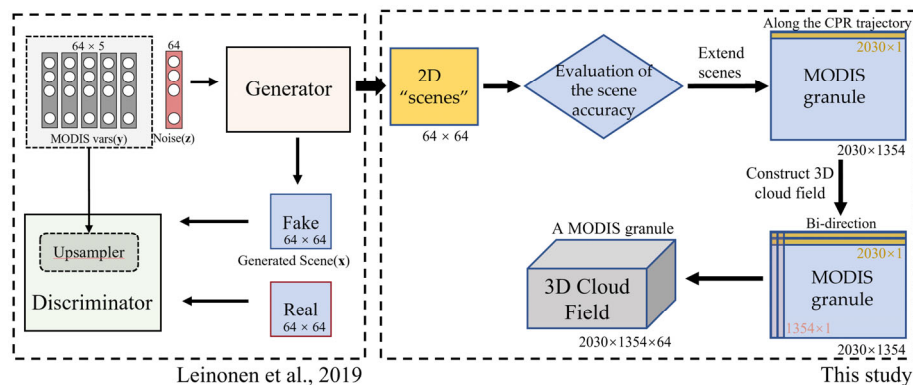 64 × 5
64
MODIS vars(y)
Noise(z)
Generator
Upsampler
Discriminator
Fake
64 × 64
Generated Scene(x)
Real
64 × 64
Leinonen et al., 2019
2D
“scenes”
64 × 64
Evaluation of
the scene
accuracy
Extend
scenes
Along the CPR trajectory
2030×1
MODIS
granule
2030×1354
Construct 3D
cloud field
Bi-direction
2030×1
MODIS
granule
1354×1
2030×1354
A MODIS granule
3D Cloud
Field
2030×1354×64
This study